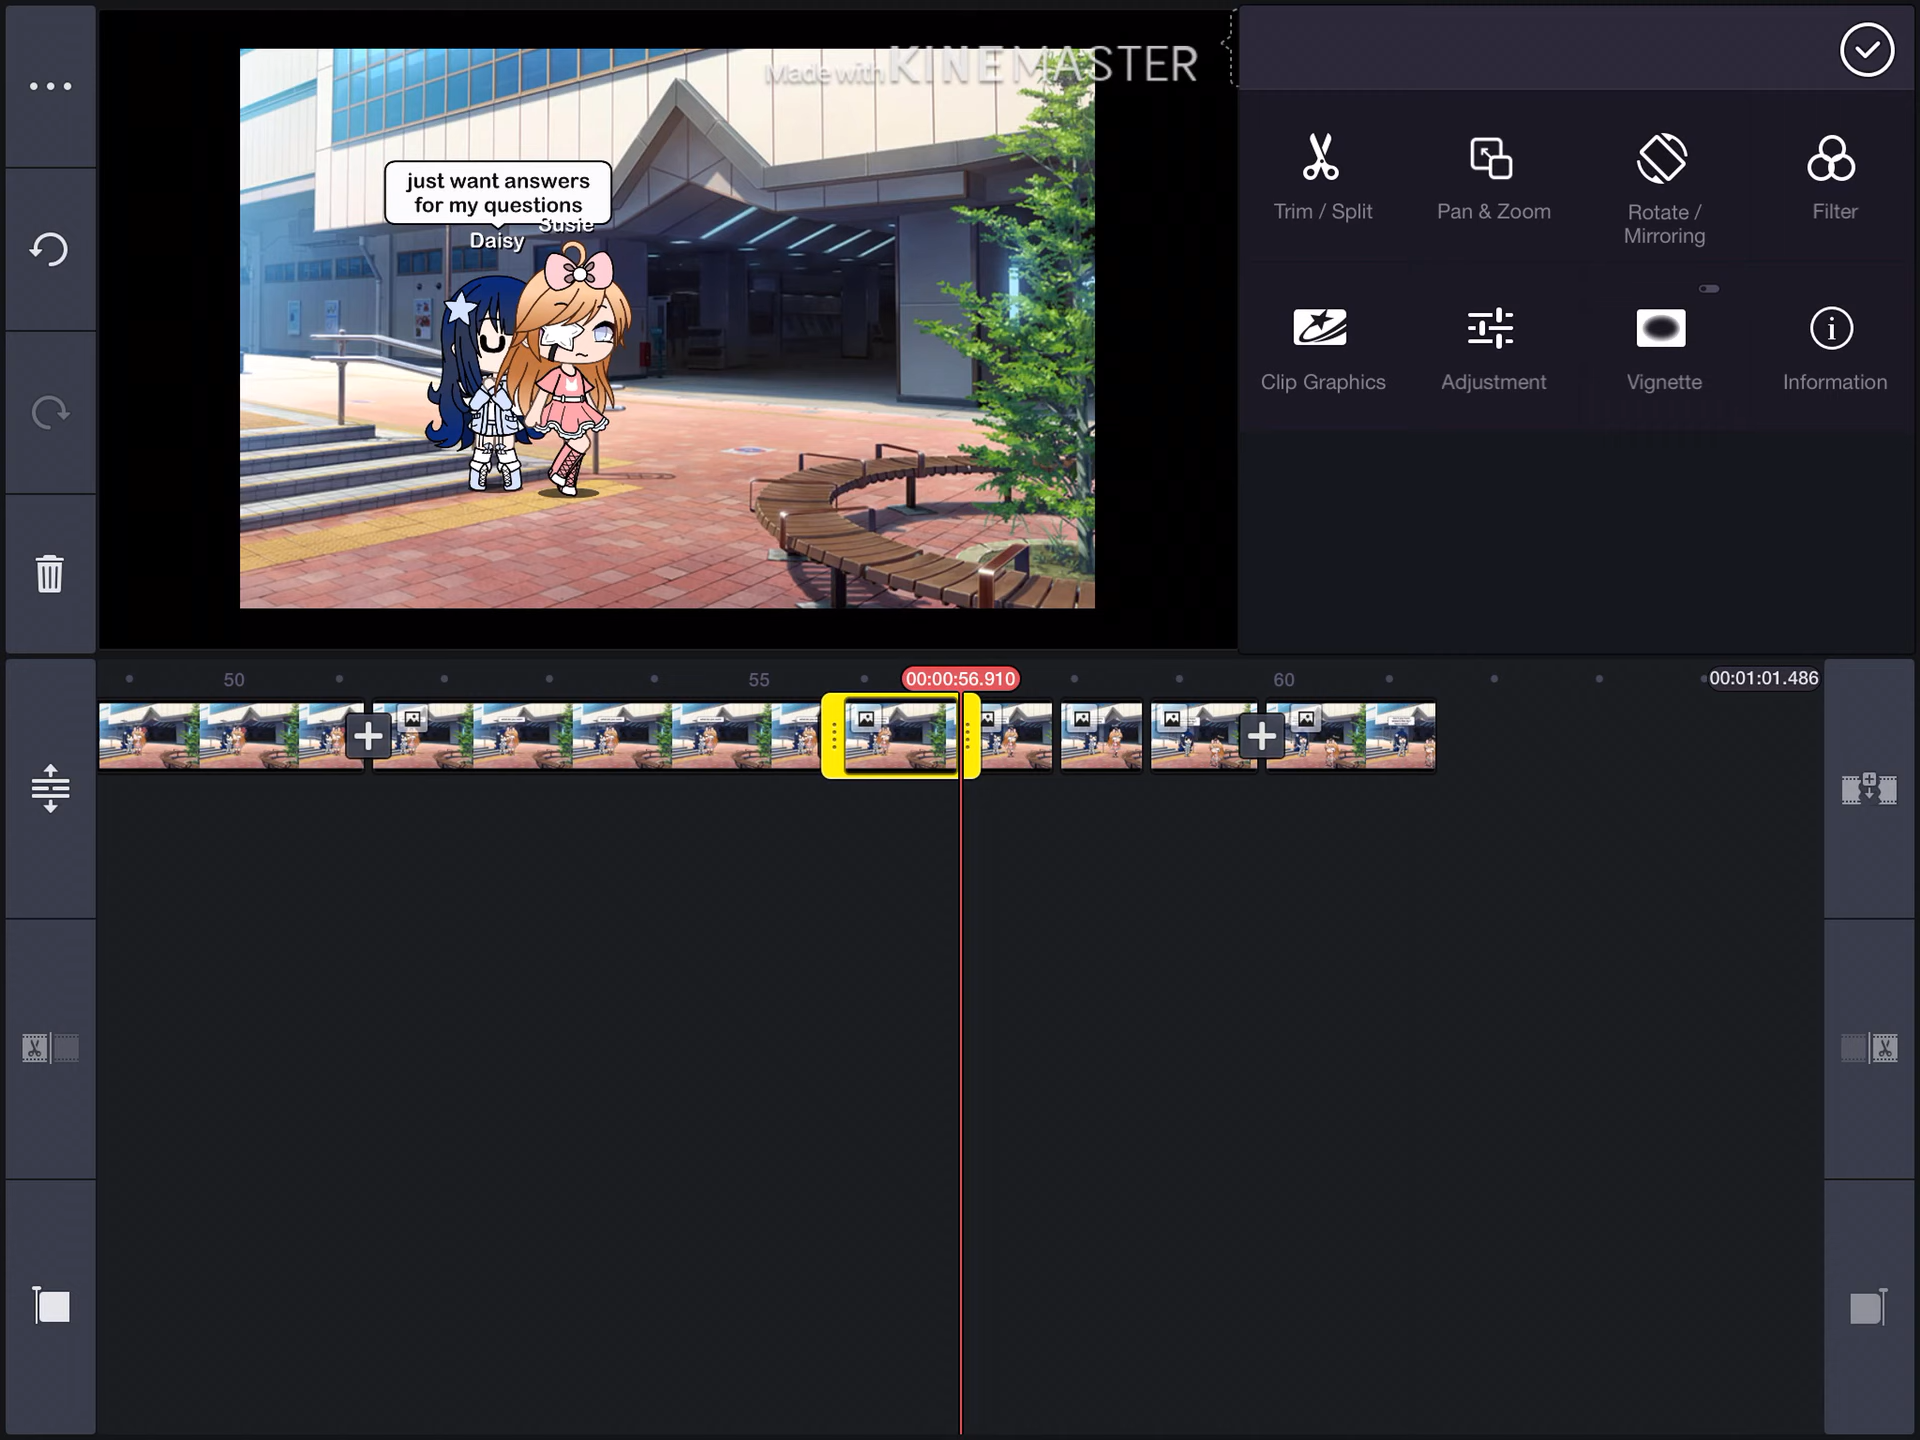 Made with KINEMASTER
just want answers
for my questions
Susie
Daisy
Trim / Split
Pan & Zoom
Rotate /
Mirroring
Filter
Clip Graphics
Adjustment
Vignette
Information
50
55
00:00:56.910
60
00:01:01.486